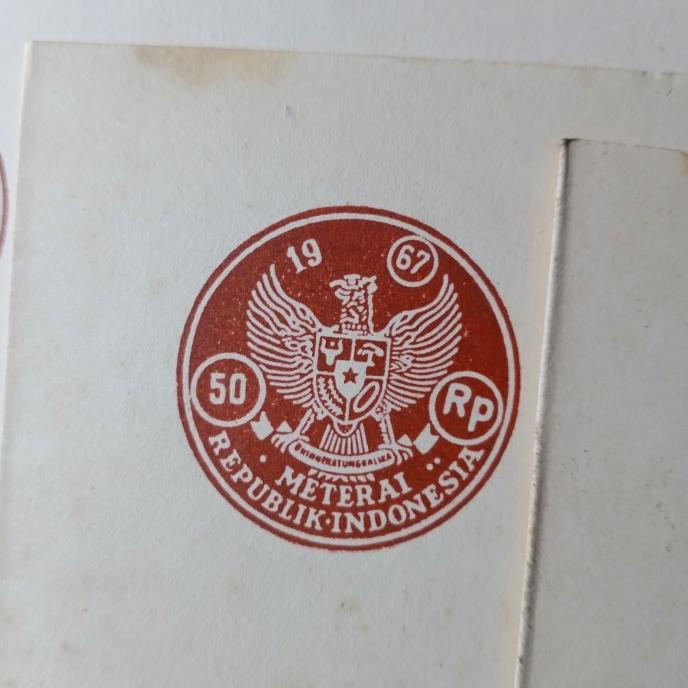 19 67
50 Rp
BHINNEKA TUNGGAL IKA
· METERAI ··
REPUBLIK·INDONESIA